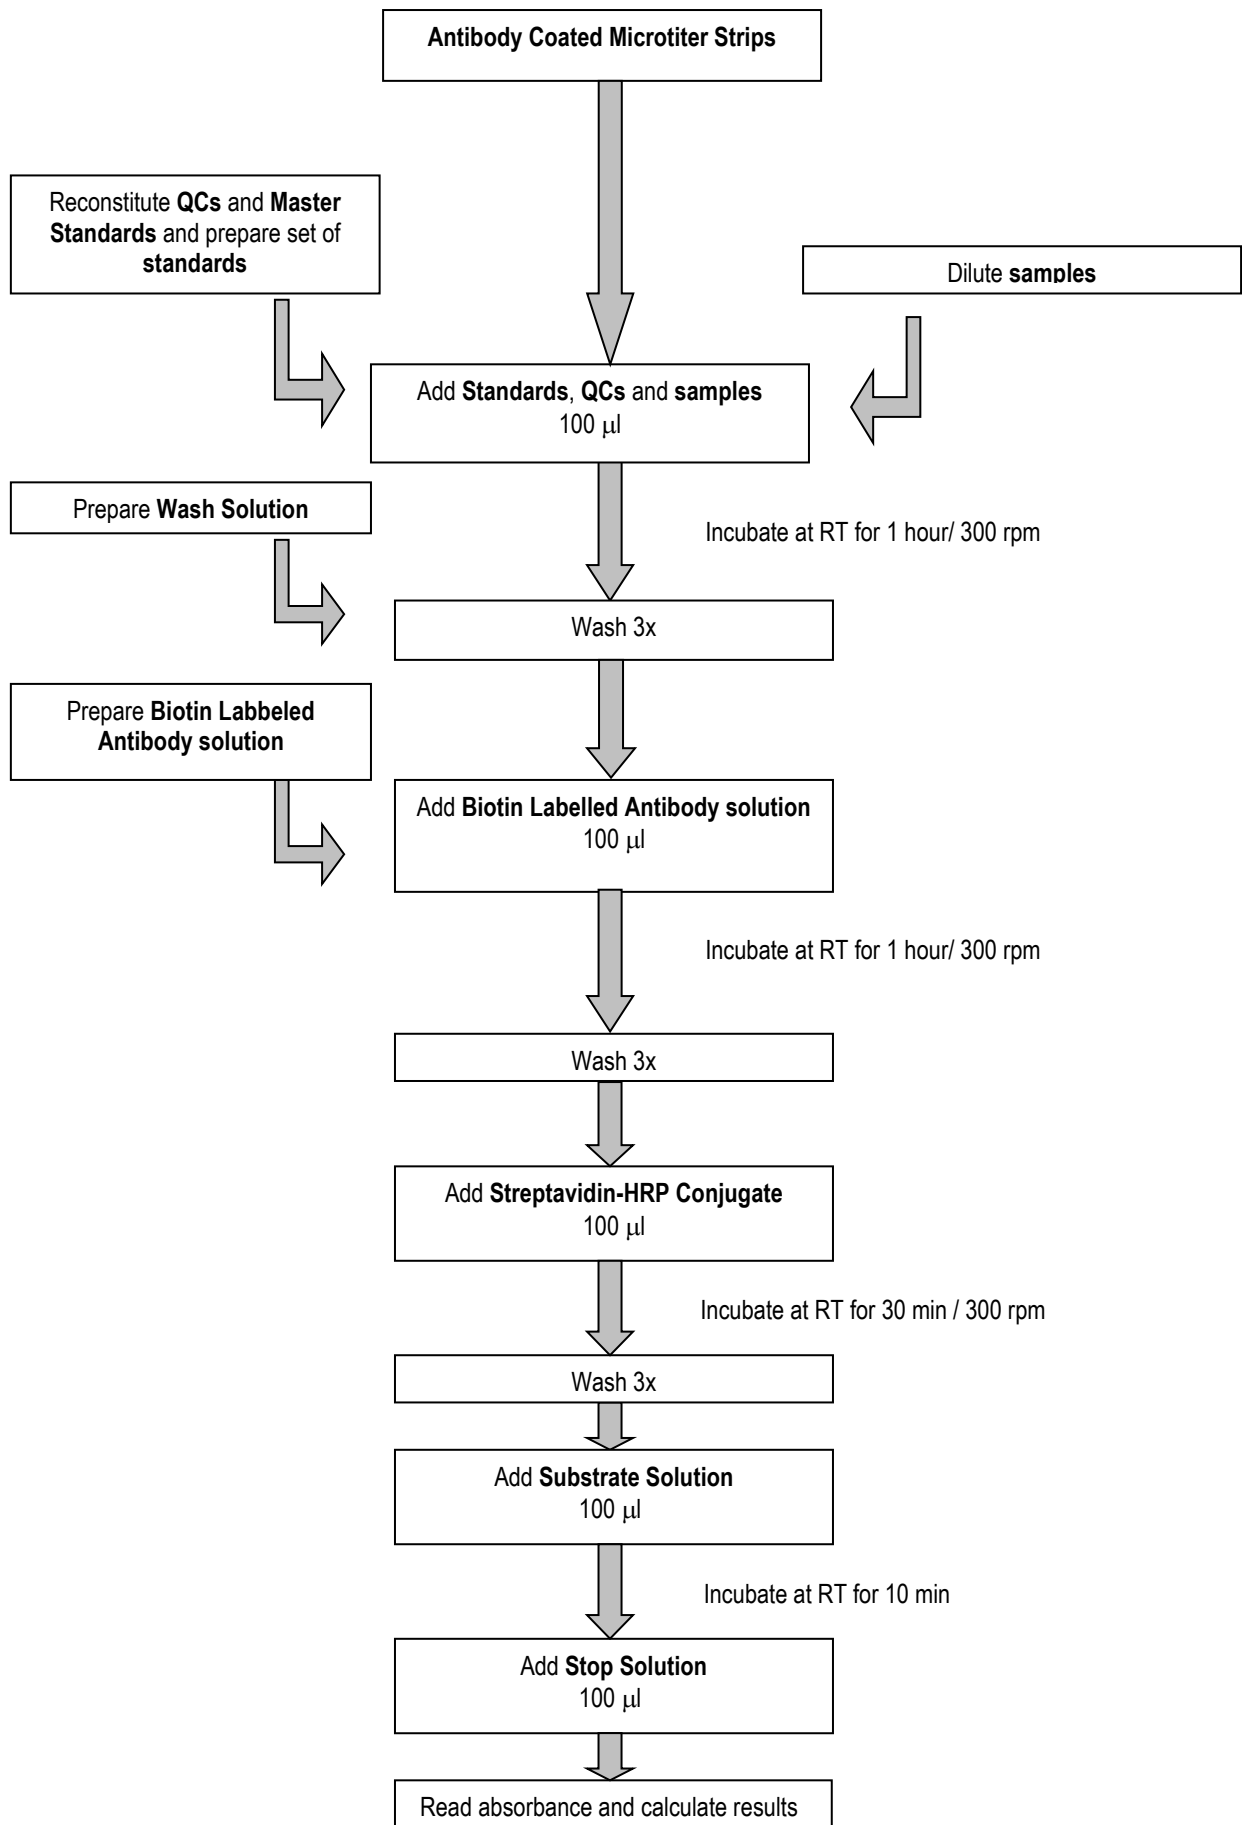 Antibody Coated Microtiter Strips
Reconstitute QCs and Master
Standards and prepare set of
standards
Dilute samples
Add Standards, QCs and samples
100 μl
Prepare Wash Solution
Incubate at RT for 1 hour/ 300 rpm
Wash 3x
Prepare Biotin Labbeled
Antibody solution
Add Biotin Labelled Antibody solution
100 μl
Incubate at RT for 1 hour/ 300 rpm
Wash 3x
Add Streptavidin-HRP Conjugate
100 μl
Incubate at RT for 30 min / 300 rpm
Wash 3x
Add Substrate Solution
100 μl
Incubate at RT for 10 min
Add Stop Solution
100 μl
Read absorbance and calculate results